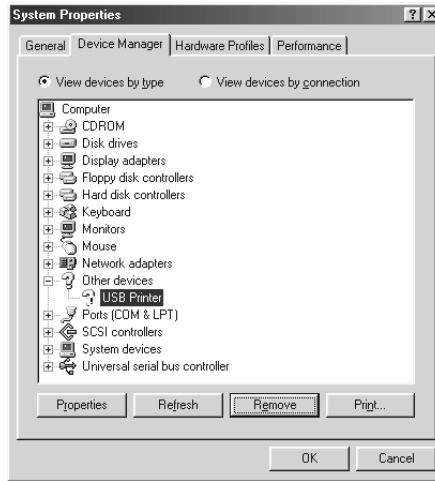 System Properties
General Device Manager Hardware Profiles Performance
View devices by type View devices by connection
Computer
CDROM
Disk drives
Display adapters
Floppy disk controllers
Hard disk controllers
Keyboard
Monitors
Mouse
Network adapters
Other devices
USB Printer
Ports (COM & LPT)
SCSI controllers
System devices
Universal serial bus controller
Properties Refresh Remove Print...
OK Cancel